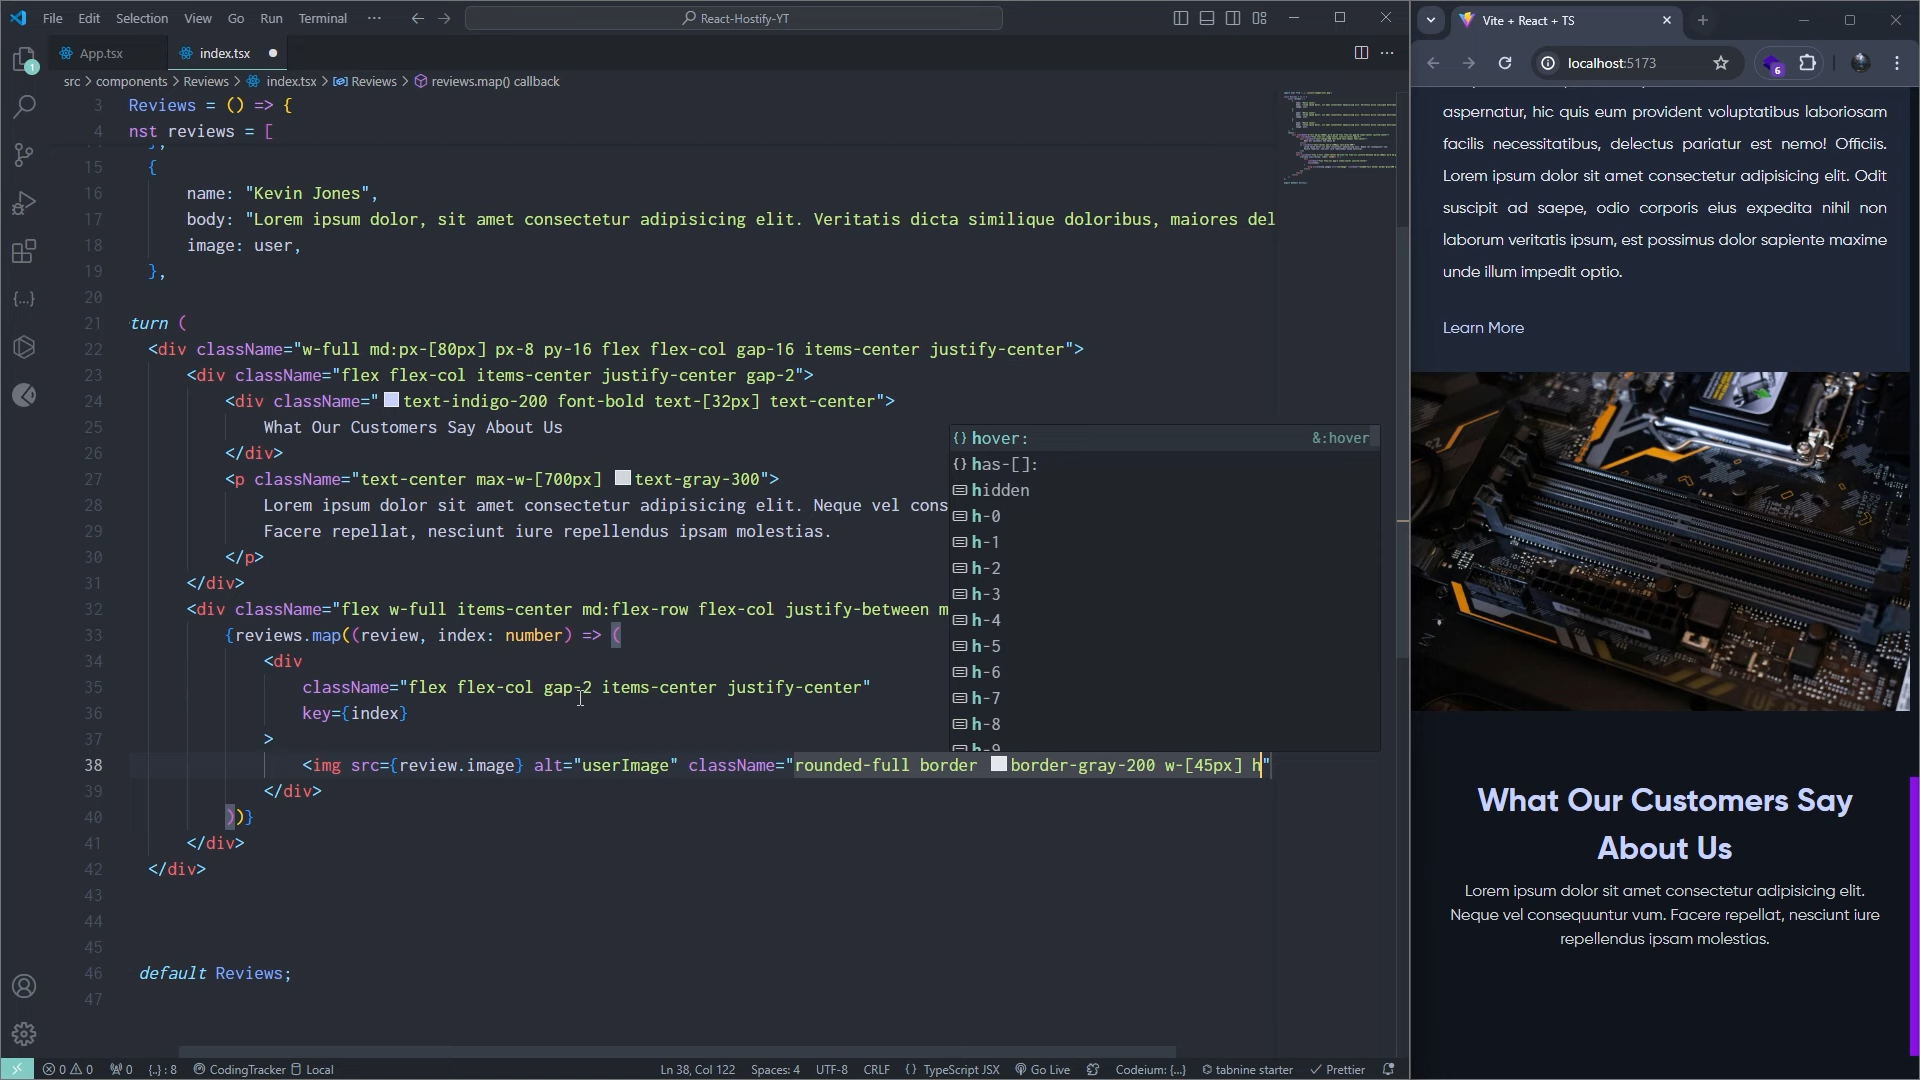 File Edit Selection View Go Run Terminal ···
React-Hostify-YT
App.tsx
index.tsx
src > components > Reviews > index.tsx > Reviews > reviews.map() callback
3 Reviews = () => {
4 nst reviews = [
15 {
16 name: "Kevin Jones",
17 body: "Lorem ipsum dolor, sit amet consectetur adipisicing elit. Veritatis dicta similique doloribus, maiores del
18 image: user,
19 },
20
21 turn (
22 <div className="w-full md:px-[80px] px-8 py-16 flex flex-col gap-16 items-center justify-center">
23 <div className="flex flex-col items-center justify-center gap-2">
24 <div className="text-indigo-200 font-bold text-[32px] text-center">
25 What Our Customers Say About Us
26 </div>
27 <p className="text-center max-w-[700px] text-gray-300">
28 Lorem ipsum dolor sit amet consectetur adipisicing elit. Neque vel cons
29 Facere repellat, nesciunt iure repellendus ipsam molestias.
30 </p>
31 </div>
32 <div className="flex w-full items-center md:flex-row flex-col justify-between m
33 {reviews.map((review, index: number) => (
34 <div
35 className="flex flex-col gap-2 items-center justify-center"
36 key={index}
37 >
38 <img src={review.image} alt="userImage" className="rounded-full border border-gray-200 w-[45px] h"
39 </div>
40 ))}
41 </div>
42 </div>
43
44
45
46 default Reviews;
47
hover: &:hover
has-[]:
hidden
h-0
h-1
h-2
h-3
h-4
h-5
h-6
h-7
h-8
h-9
1
{...}
0 0 0 {..}: 8 CodingTracker Local
Ln 38, Col 122 Spaces: 4 UTF-8 CRLF {} TypeScript JSX Go Live Codeium: {...} tabnine starter Prettier
Vite + React + TS
localhost:5173
6
aspernatur, hic quis eum provident voluptatibus laboriosam
facilis necessitatibus, delectus pariatur est nemo! Officiis.
Lorem ipsum dolor sit amet consectetur adipisicing elit. Odit
suscipit ad saepe, odio corporis eius expedita nihil non
laborum veritatis ipsum, est possimus dolor sapiente maxime
unde illum impedit optio.
Learn More
What Our Customers Say
About Us
Lorem ipsum dolor sit amet consectetur adipisicing elit.
Neque vel consequuntur vum. Facere repellat, nesciunt iure
repellendus ipsam molestias.